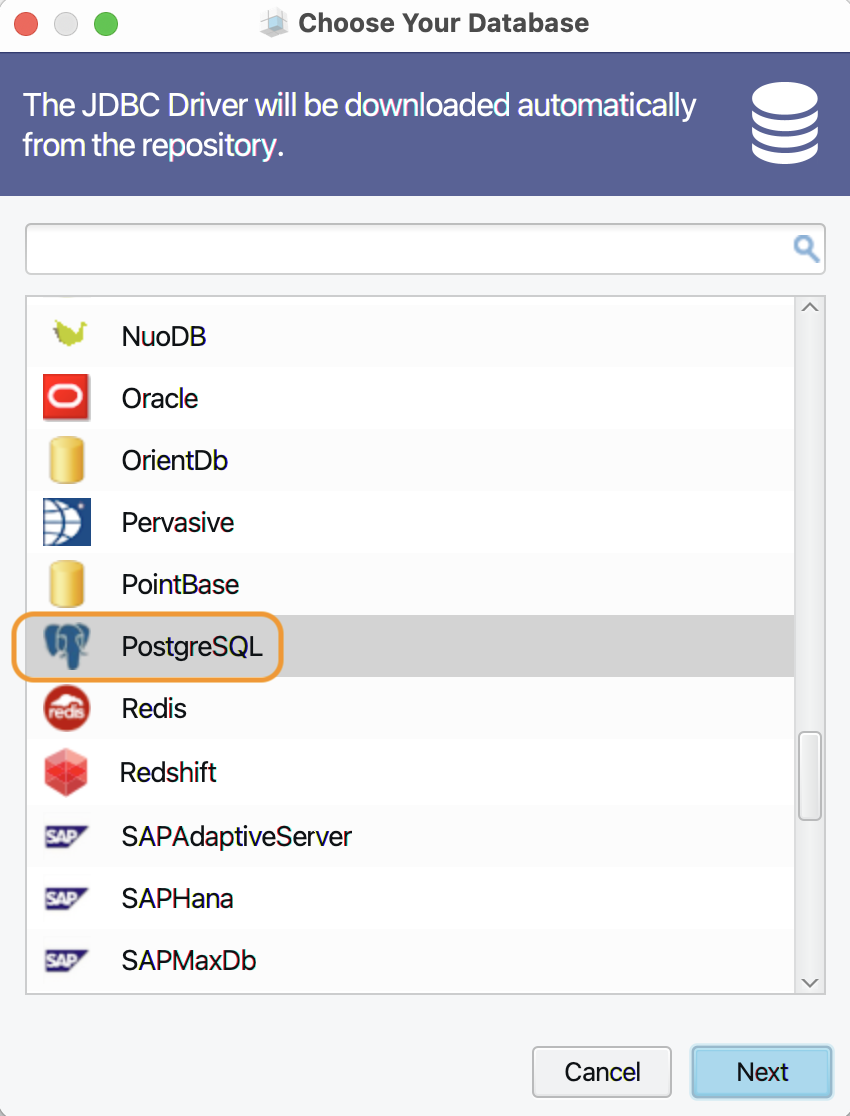 Choose Your Database
The JDBC Driver will be downloaded automatically
from the repository.
NuoDB
Oracle
OrientDb
Pervasive
PointBase
PostgreSQL
redis
Redis
Redshift
SAP
SAPAdaptiveServer
SAP
SAPHana
SAP
SAPMaxDb
Cancel
Next